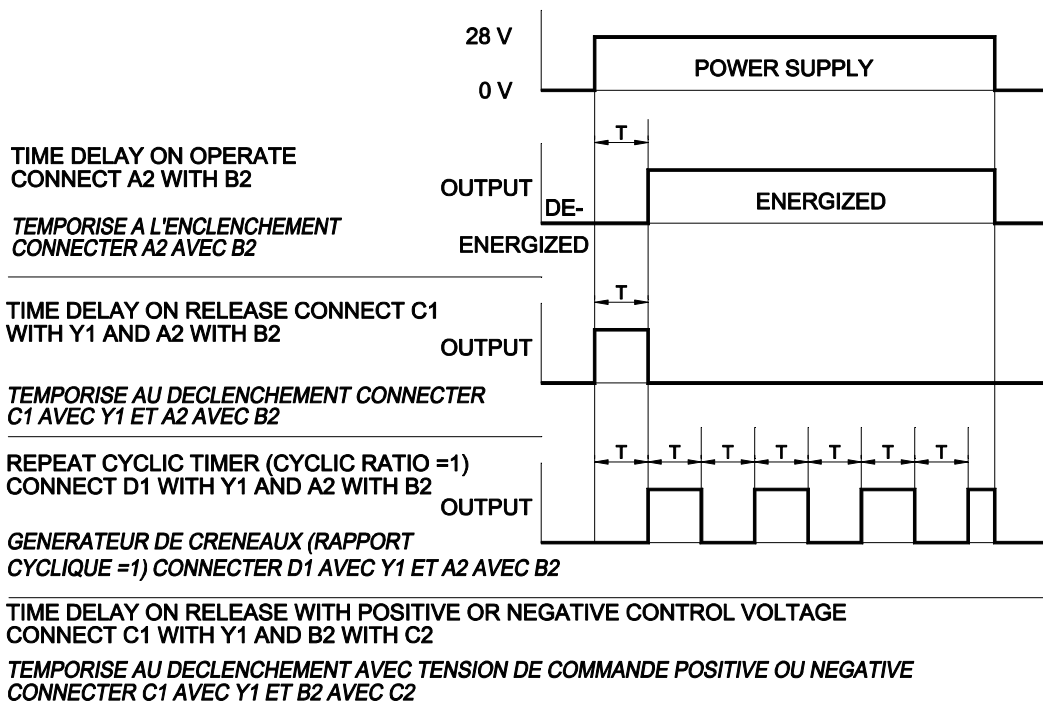 28 V
POWER SUPPLY
0 V
T
TIME DELAY ON OPERATE
CONNECT A2 WITH B2
OUTPUT
DE-
ENERGIZED
ENERGIZED
TEMPORISE A L'ENCLENCHEMENT
CONNECTER A2 AVEC B2
T
TIME DELAY ON RELEASE CONNECT C1
WITH Y1 AND A2 WITH B2
OUTPUT
TEMPORISE AU DECLENCHEMENT CONNECTER
C1 AVEC Y1 ET A2 AVEC B2
T T T T T T T
REPEAT CYCLIC TIMER (CYCLIC RATIO =1)
CONNECT D1 WITH Y1 AND A2 WITH B2
OUTPUT
GENERATEUR DE CRENEAUX (RAPPORT
CYCLIQUE =1) CONNECTER D1 AVEC Y1 ET A2 AVEC B2
TIME DELAY ON RELEASE WITH POSITIVE OR NEGATIVE CONTROL VOLTAGE
CONNECT C1 WITH Y1 AND B2 WITH C2
TEMPORISE AU DECLENCHEMENT AVEC TENSION DE COMMANDE POSITIVE OU NEGATIVE
CONNECTER C1 AVEC Y1 ET B2 AVEC C2